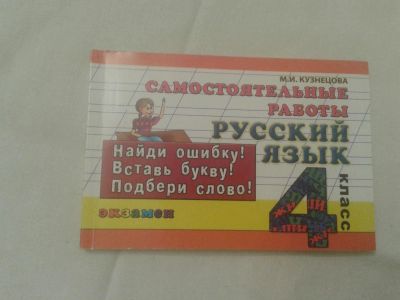 М.И. КУЗНЕЦОВА
САМОСТОЯТЕЛЬНЫЕ
РАБОТЫ
РУССКИЙ
ЯЗЫК
Найди ошибку!
Вставь букву!
Подбери слово!
4
класс
экзамен